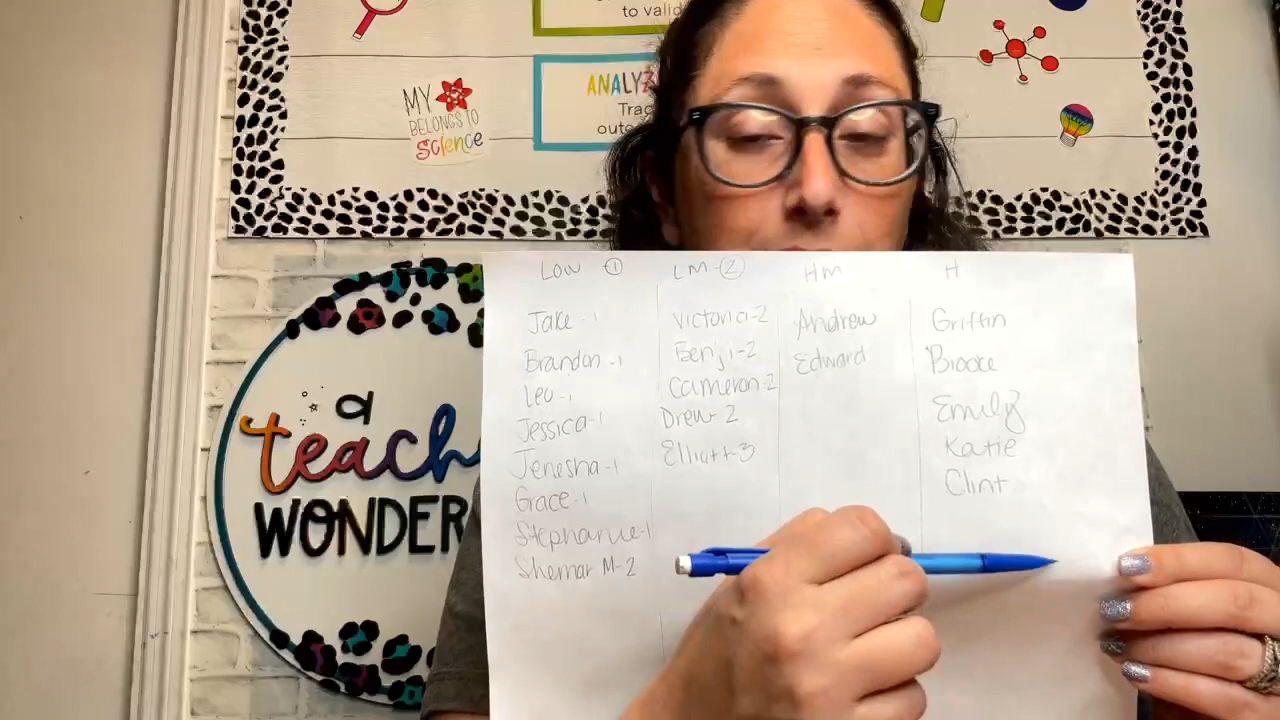 to valid
MY
BELONGS TO
Science
ANALYZ
Trac
outc
a
teach
WONDER
LOW ①
LM-②
HM
H
Jake-1
Brandon-1
Leo-1
Jessica-1
Jenesha-1
Grace-1
Stephanie-1
Shemar M-2
Victoria-2
Benji-2
Cameron-2
Drew-2
Elliott-3
Andrew
Edward
Griffin
Brooke
Emily
Katie
Clint